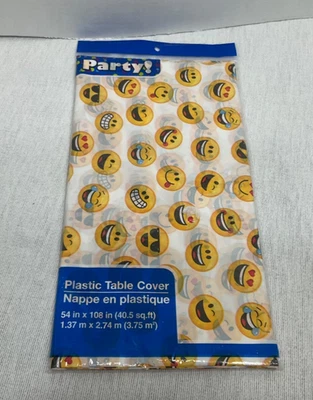 Party!
Plastic Table Cover
Nappe en plastique
54 in x 108 in (40.5 sq.ft)
1.37 m x 2.74 m (3.75 m²)